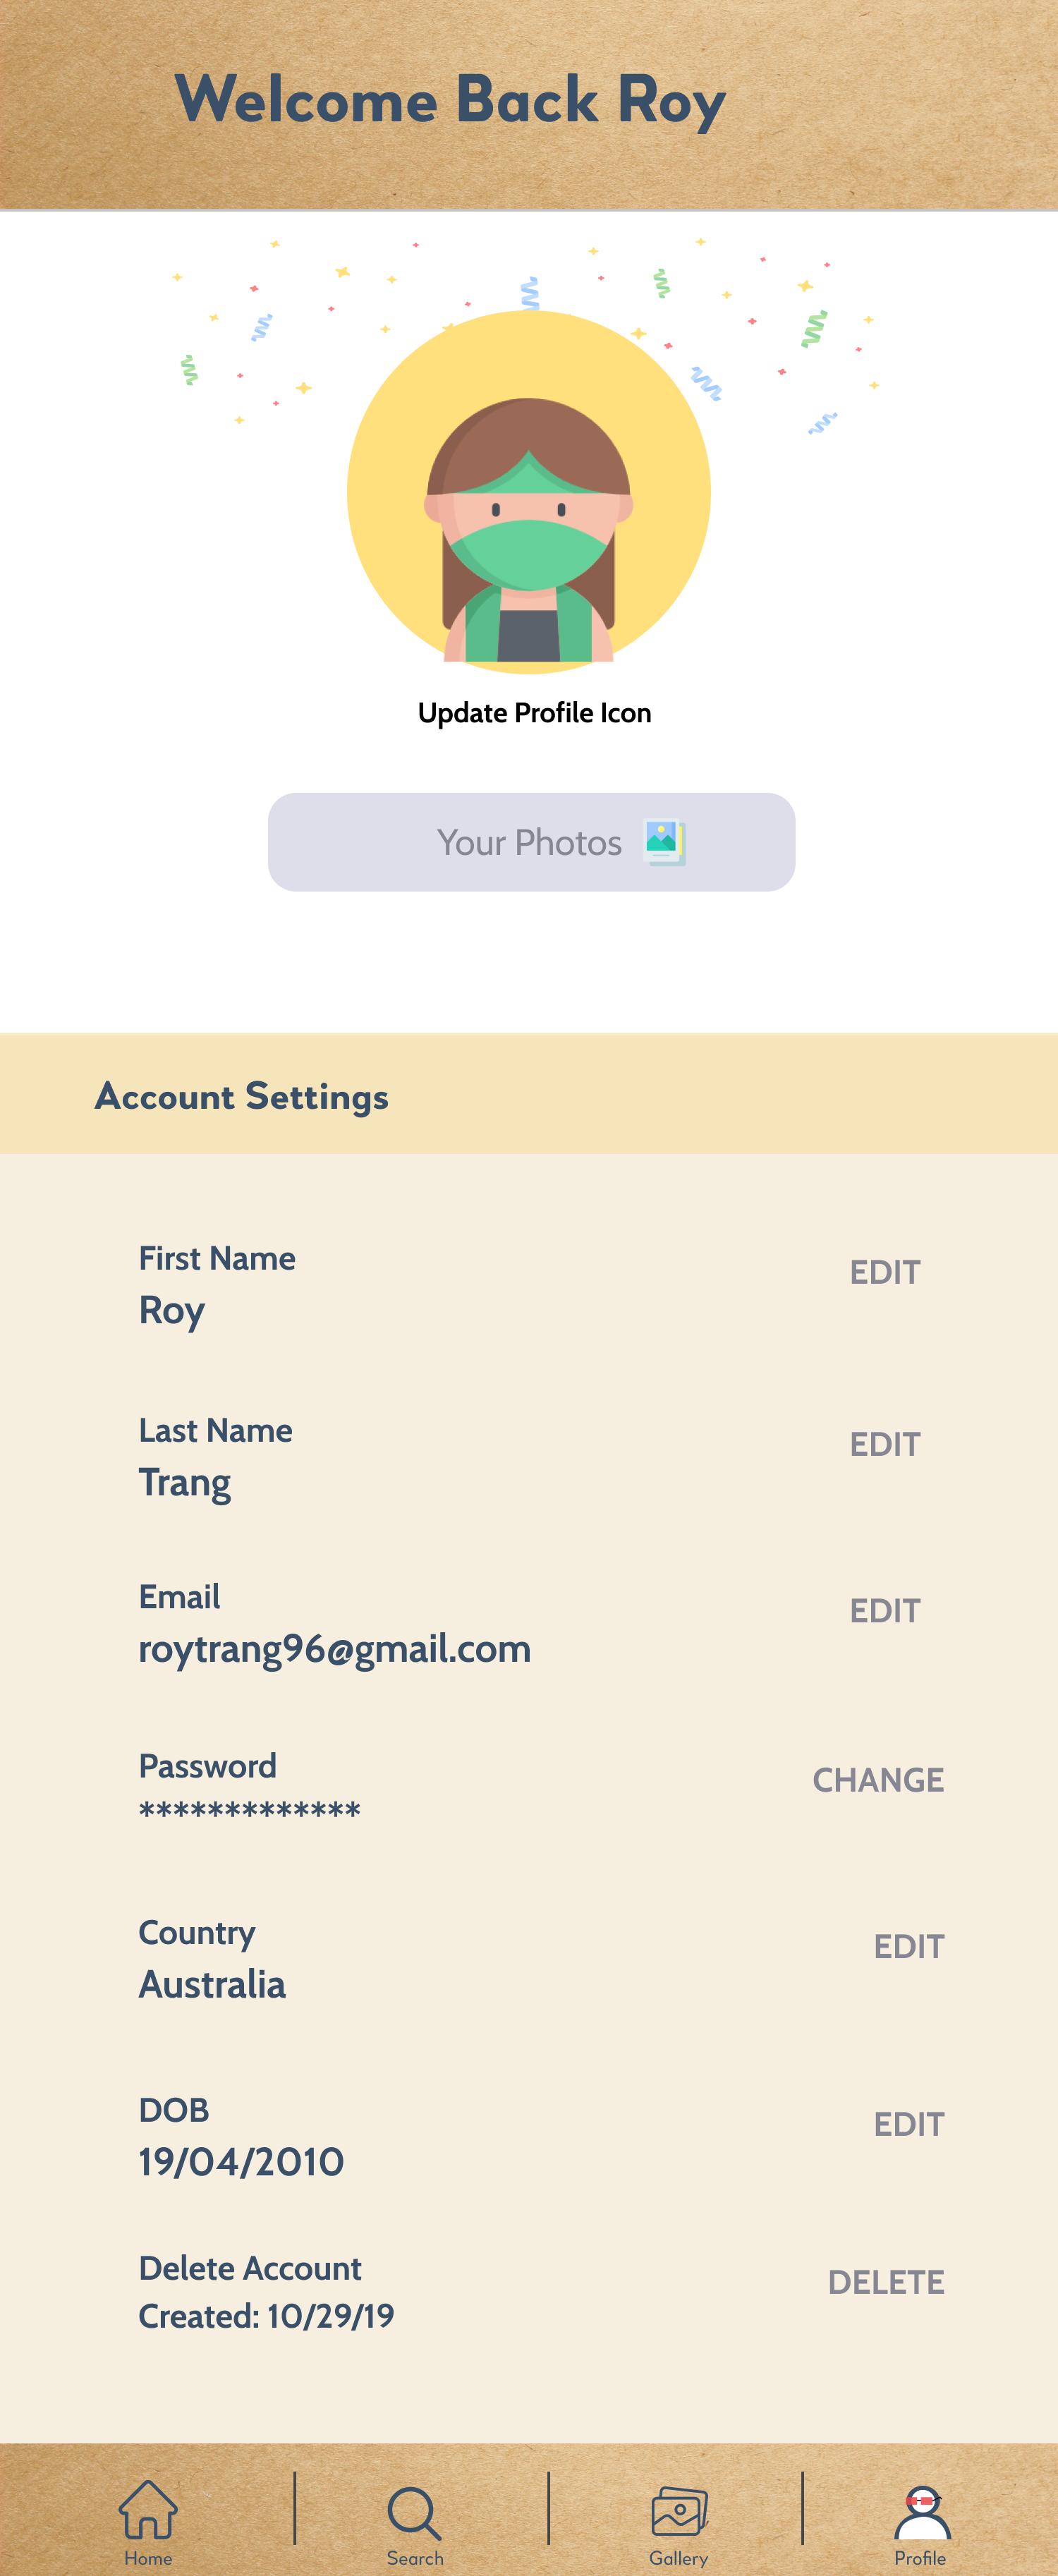 Welcome Back Roy
Update Profile Icon
Your Photos
Account Settings
First Name
EDIT
Roy
Last Name
EDIT
Trang
Email
EDIT
roytrang96@gmail.com
Password
CHANGE
*************
Country
EDIT
Australia
DOB
EDIT
19/04/2010
Delete Account
DELETE
Created: 10/29/19
Home
Search
Gallery
Profile